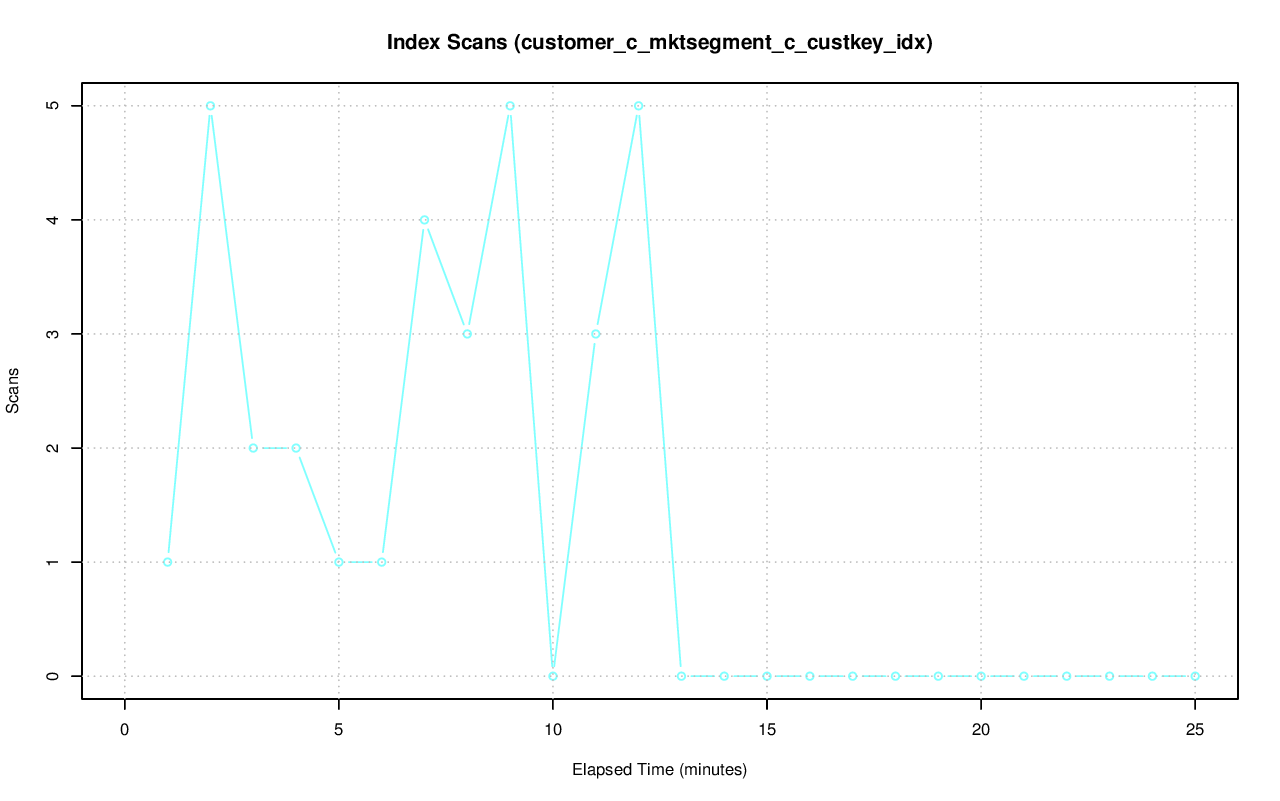 Index Scans (customer_c_mktsegment_c_custkey_idx)
5
4
3
2
1
0
Scans
0 5 10 15 20 25
Elapsed Time (minutes)